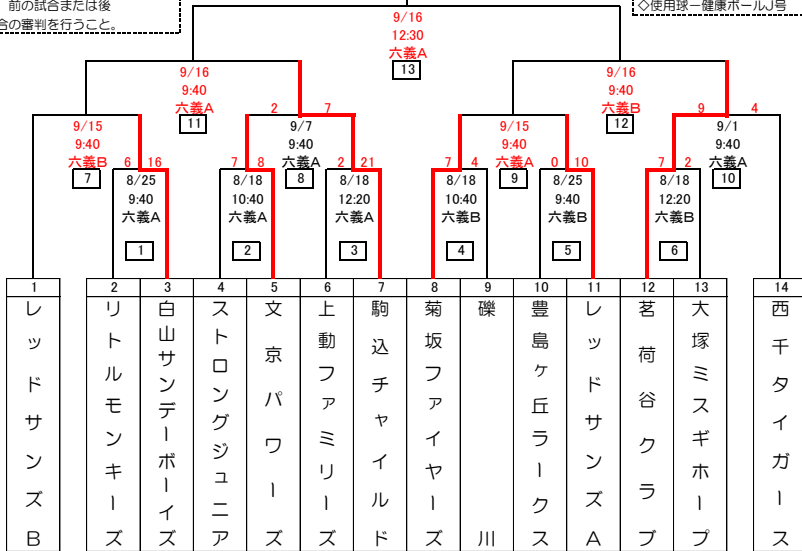 前の試合または後
合の審判を行うこと。
◇使用球－健康ボールJ号
9/16
12:30
六義A
13
9/16
9:40
六義A
11
9/16
9:40
六義B
12
2 7
9 4
9/15
9:40
六義B
7
9/7
9:40
六義A
8
9/15
9:40
六義A
9
9/1
9:40
六義A
10
6 16
7 8
2 21
7 4
0 10
7 2
8/25
9:40
六義A
1
8/18
10:40
六義A
2
8/18
12:20
六義A
3
8/18
10:40
六義B
4
8/25
9:40
六義B
5
8/18
12:20
六義B
6
1
レッドサンズB
2
リトルモンキーズ
3
白山サンデーボーイズ
4
ストロングジュニア
5
文京パワーズ
6
上動ファミリーズ
7
駒込チャイルド
8
菊坂ファイヤーズ
9
礫川
10
豊島ヶ丘ラークス
11
レッドサンズA
12
茗荷谷クラブ
13
大塚ミスギホープ
14
西千タイガース